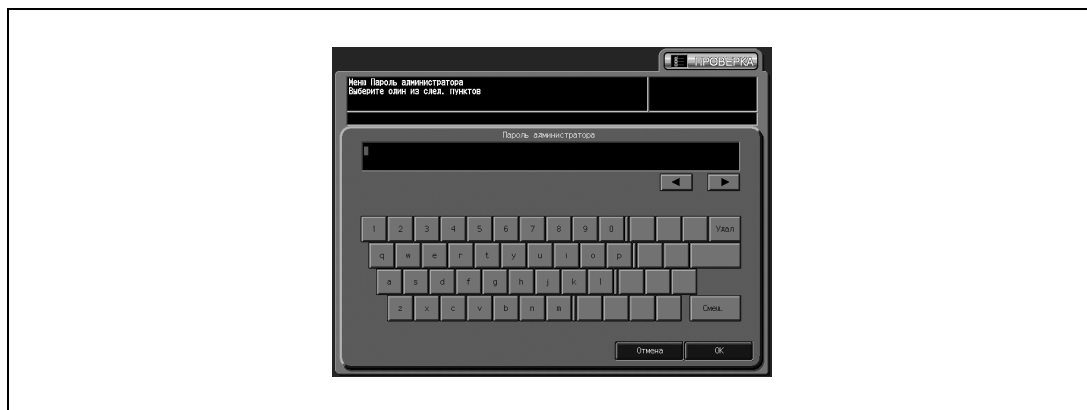 ПРОВЕРКА
Меню Пароль администратора
Выберите один из след. пунктов
Пароль администратора
1 2 3 4 5 6 7 8 9 0 Удал
q w e r t y u i o p
a s d f g h j k l
z x c v b n m Смещ.
Отмена OK